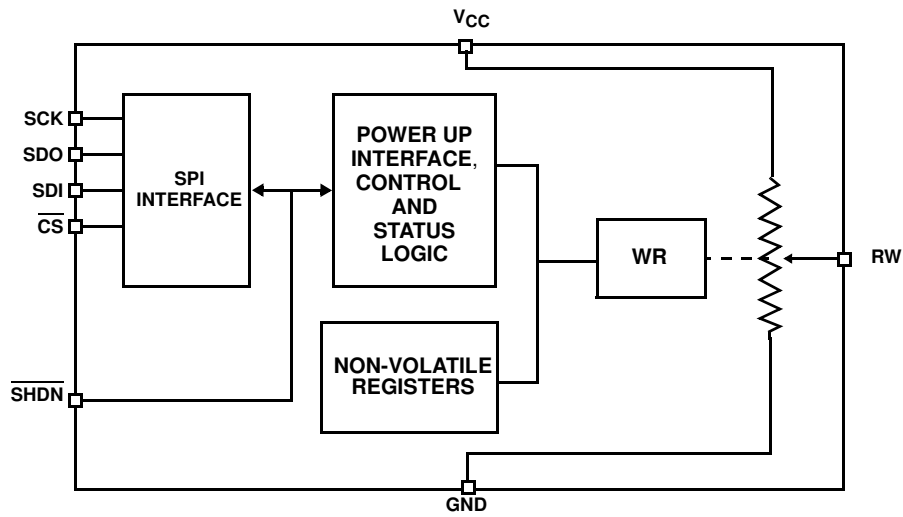 VCC
SCK
SDO
SDI
CS
SHDN
SPI
INTERFACE
POWER UP
INTERFACE,
CONTROL
AND
STATUS
LOGIC
NON-VOLATILE
REGISTERS
WR
RW
GND